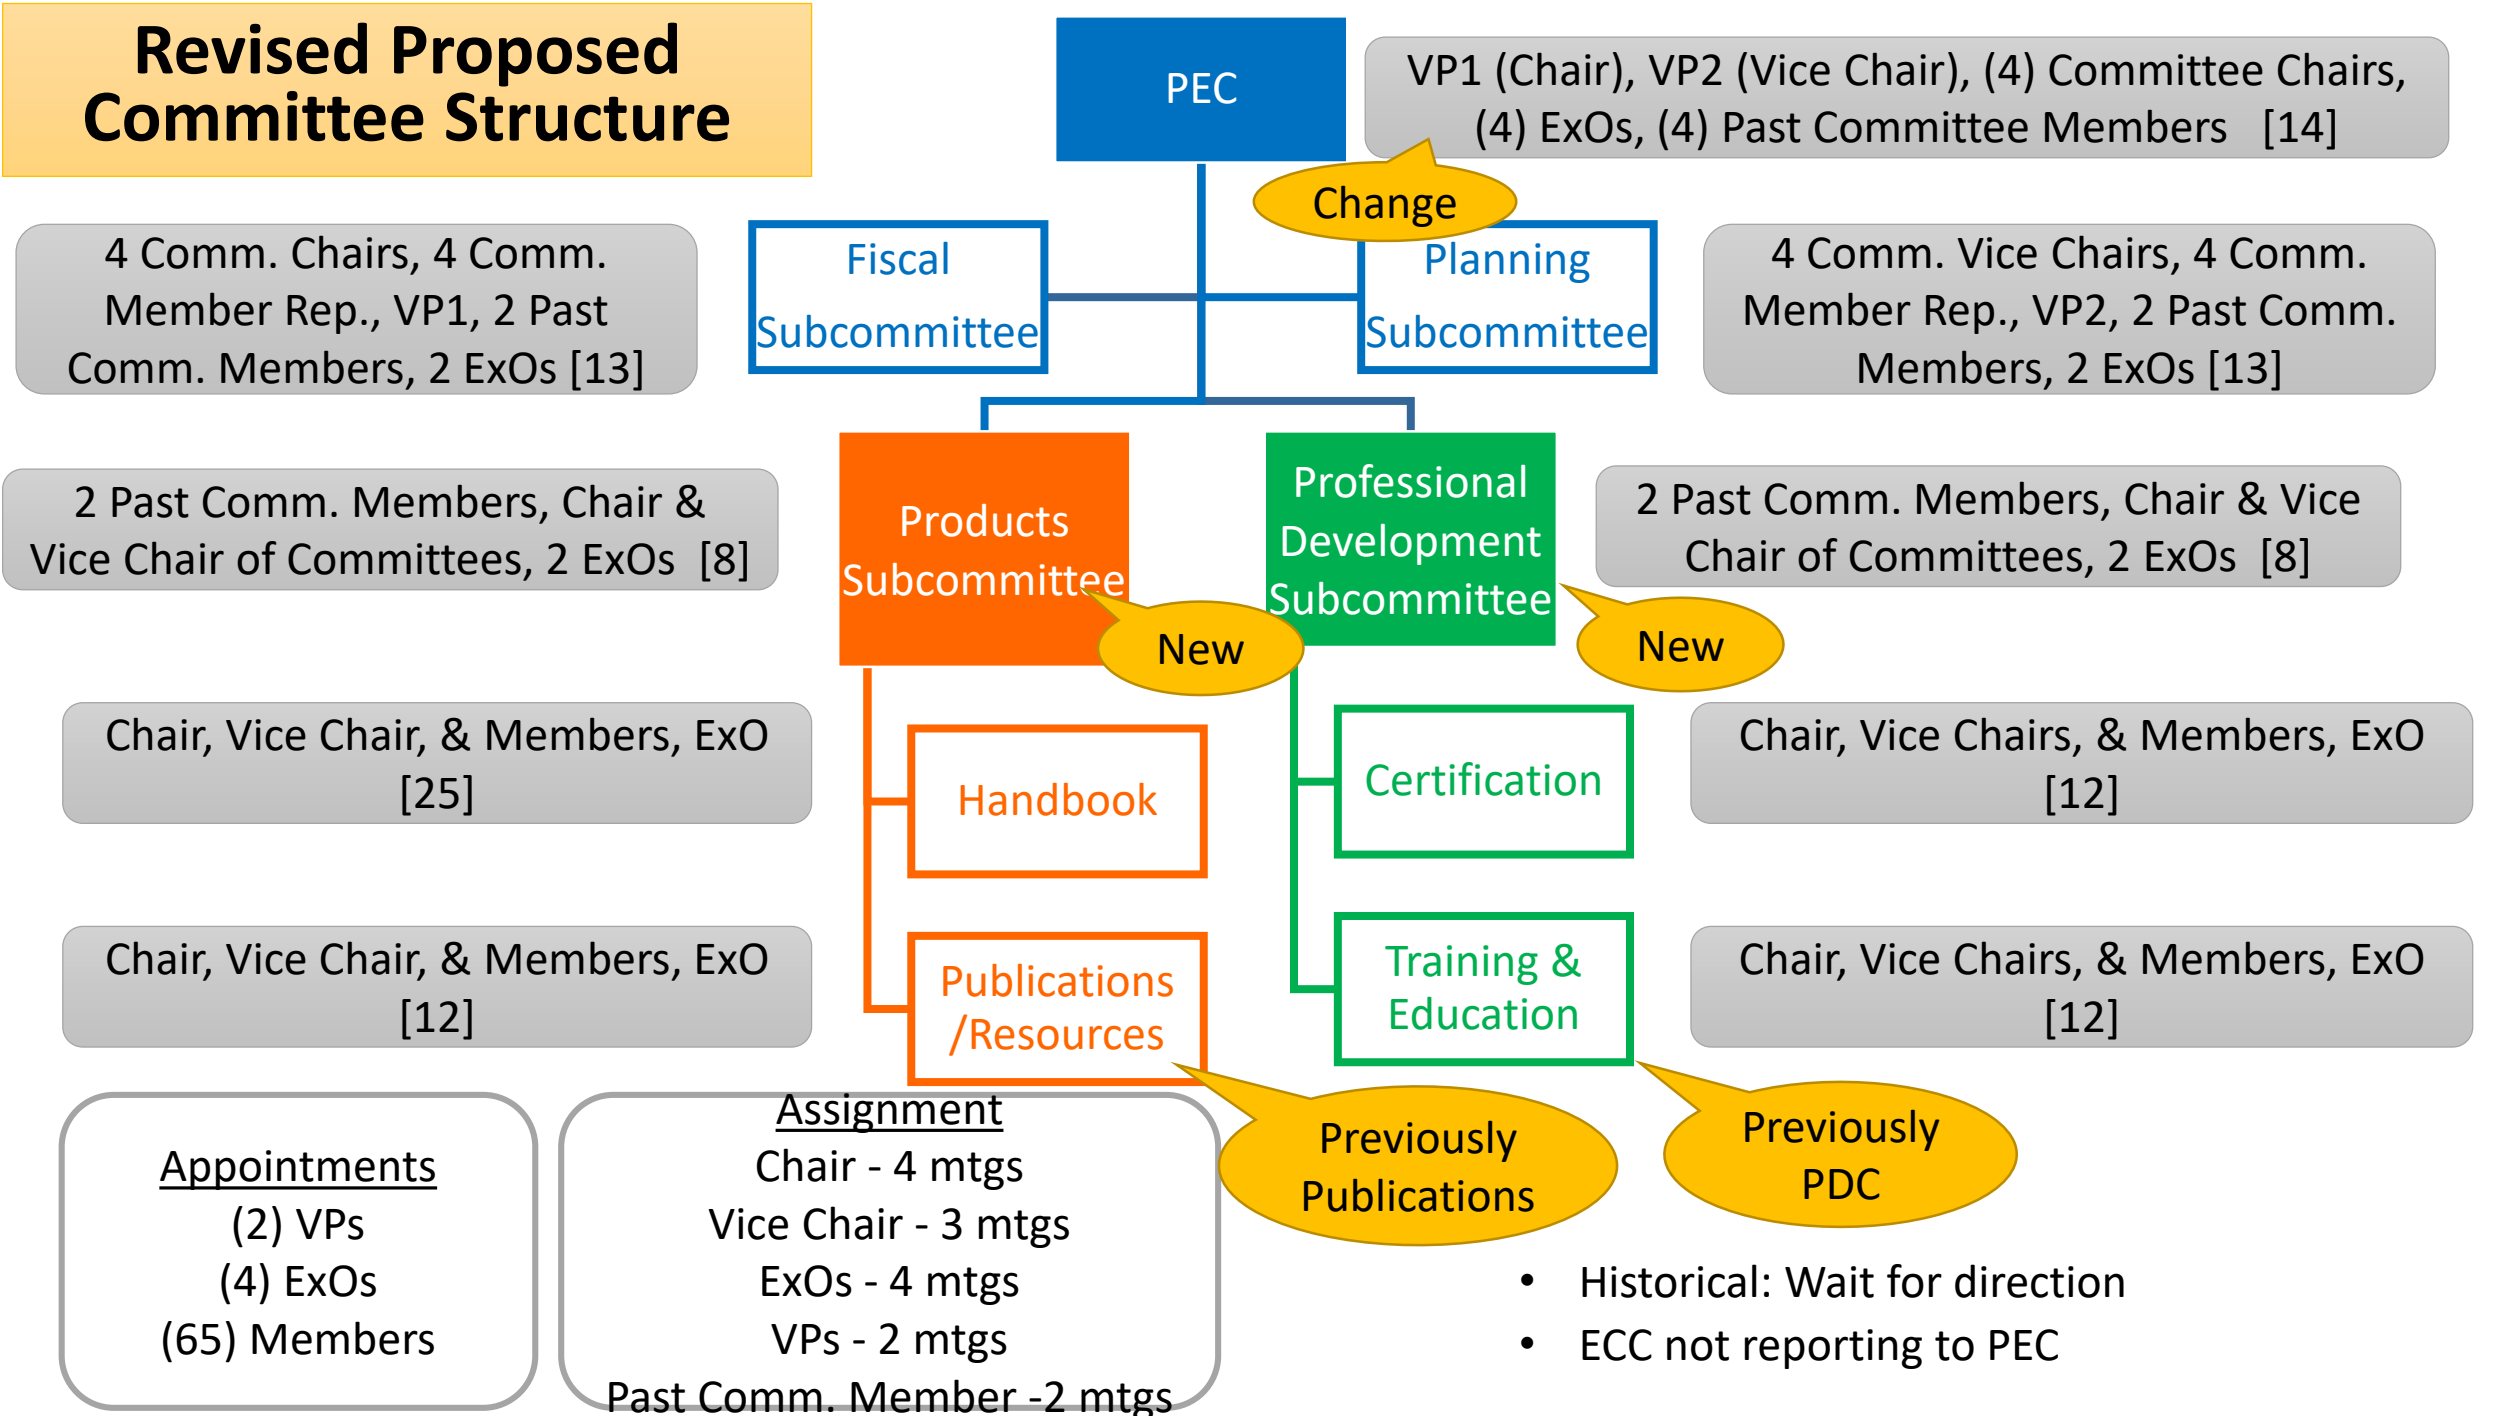 Revised Proposed
Committee Structure
PEC
VP1 (Chair), VP2 (Vice Chair), (4) Committee Chairs,
(4) ExOs, (4) Past Committee Members [14]
Change
4 Comm. Chairs, 4 Comm.
Member Rep., VP1, 2 Past
Comm. Members, 2 ExOs [13]
Fiscal
Subcommittee
Planning
Subcommittee
4 Comm. Vice Chairs, 4 Comm.
Member Rep., VP2, 2 Past Comm.
Members, 2 ExOs [13]
2 Past Comm. Members, Chair &
Vice Chair of Committees, 2 ExOs [8]
Products
Subcommittee
New
Professional
Development
Subcommittee
New
2 Past Comm. Members, Chair & Vice
Chair of Committees, 2 ExOs [8]
Chair, Vice Chair, & Members, ExO
[25]
Handbook
Certification
Chair, Vice Chairs, & Members, ExO
[12]
Chair, Vice Chair, & Members, ExO
[12]
Publications
/Resources
Training &
Education
Chair, Vice Chairs, & Members, ExO
[12]
Previously
Publications
Previously
PDC
Appointments
(2) VPs
(4) ExOs
(65) Members
Assignment
Chair - 4 mtgs
Vice Chair - 3 mtgs
ExOs - 4 mtgs
VPs - 2 mtgs
Past Comm. Member -2 mtgs
• Historical: Wait for direction
• ECC not reporting to PEC